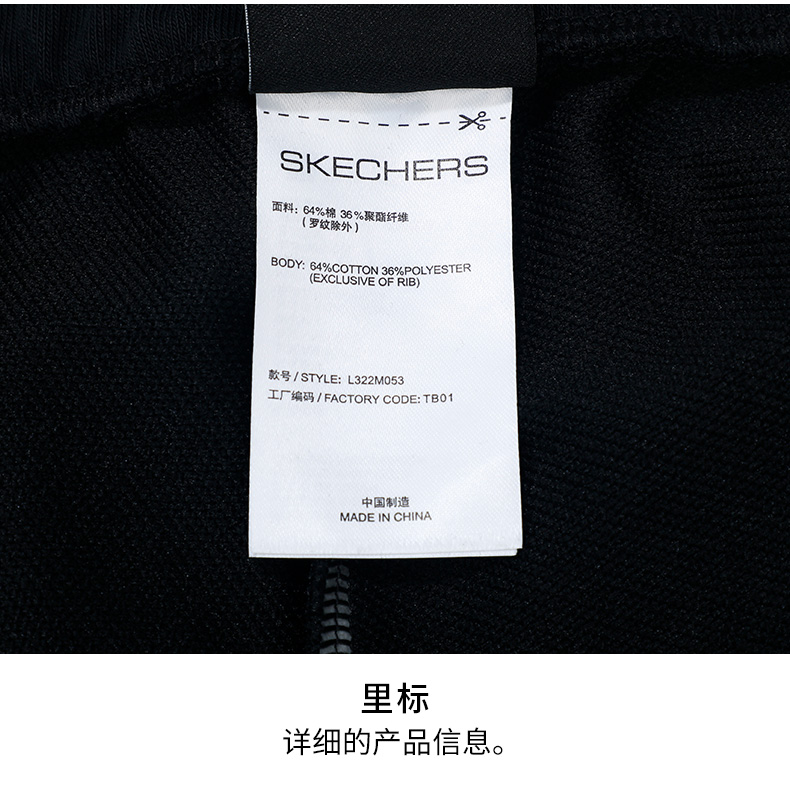 SKECHERS
面料: 64%棉 36%聚酯纤维
(罗纹除外)
BODY: 64%COTTON 36%POLYESTER
(EXCLUSIVE OF RIB)
款号/STYLE: L322M053
工厂编码/FACTORY CODE: TB01
中国制造
MADE IN CHINA
里标
详细的产品信息。